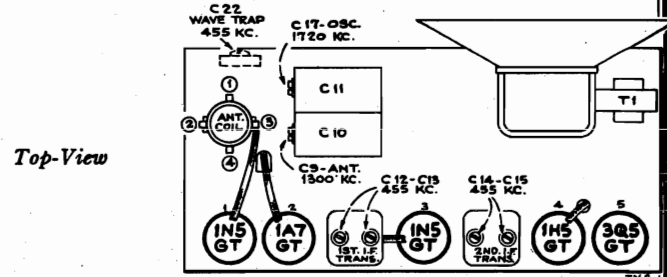 C22
WAVE TRAP
455 KC.
C17-OSC.
1720 KC.
C11
T1
1
2
ANT.
COIL.
3
C10
4
Top-View
C9-ANT.
1300 KC.
C12-C13
455 KC.
C14-C15
455 KC.
1
2
3
4
5
1N5
GT
1A7
GT
1ST. I.F.
TRANS.
1N5
GT
2ND. I.F.
TRANS.
1H5
GT
3Q5
GT